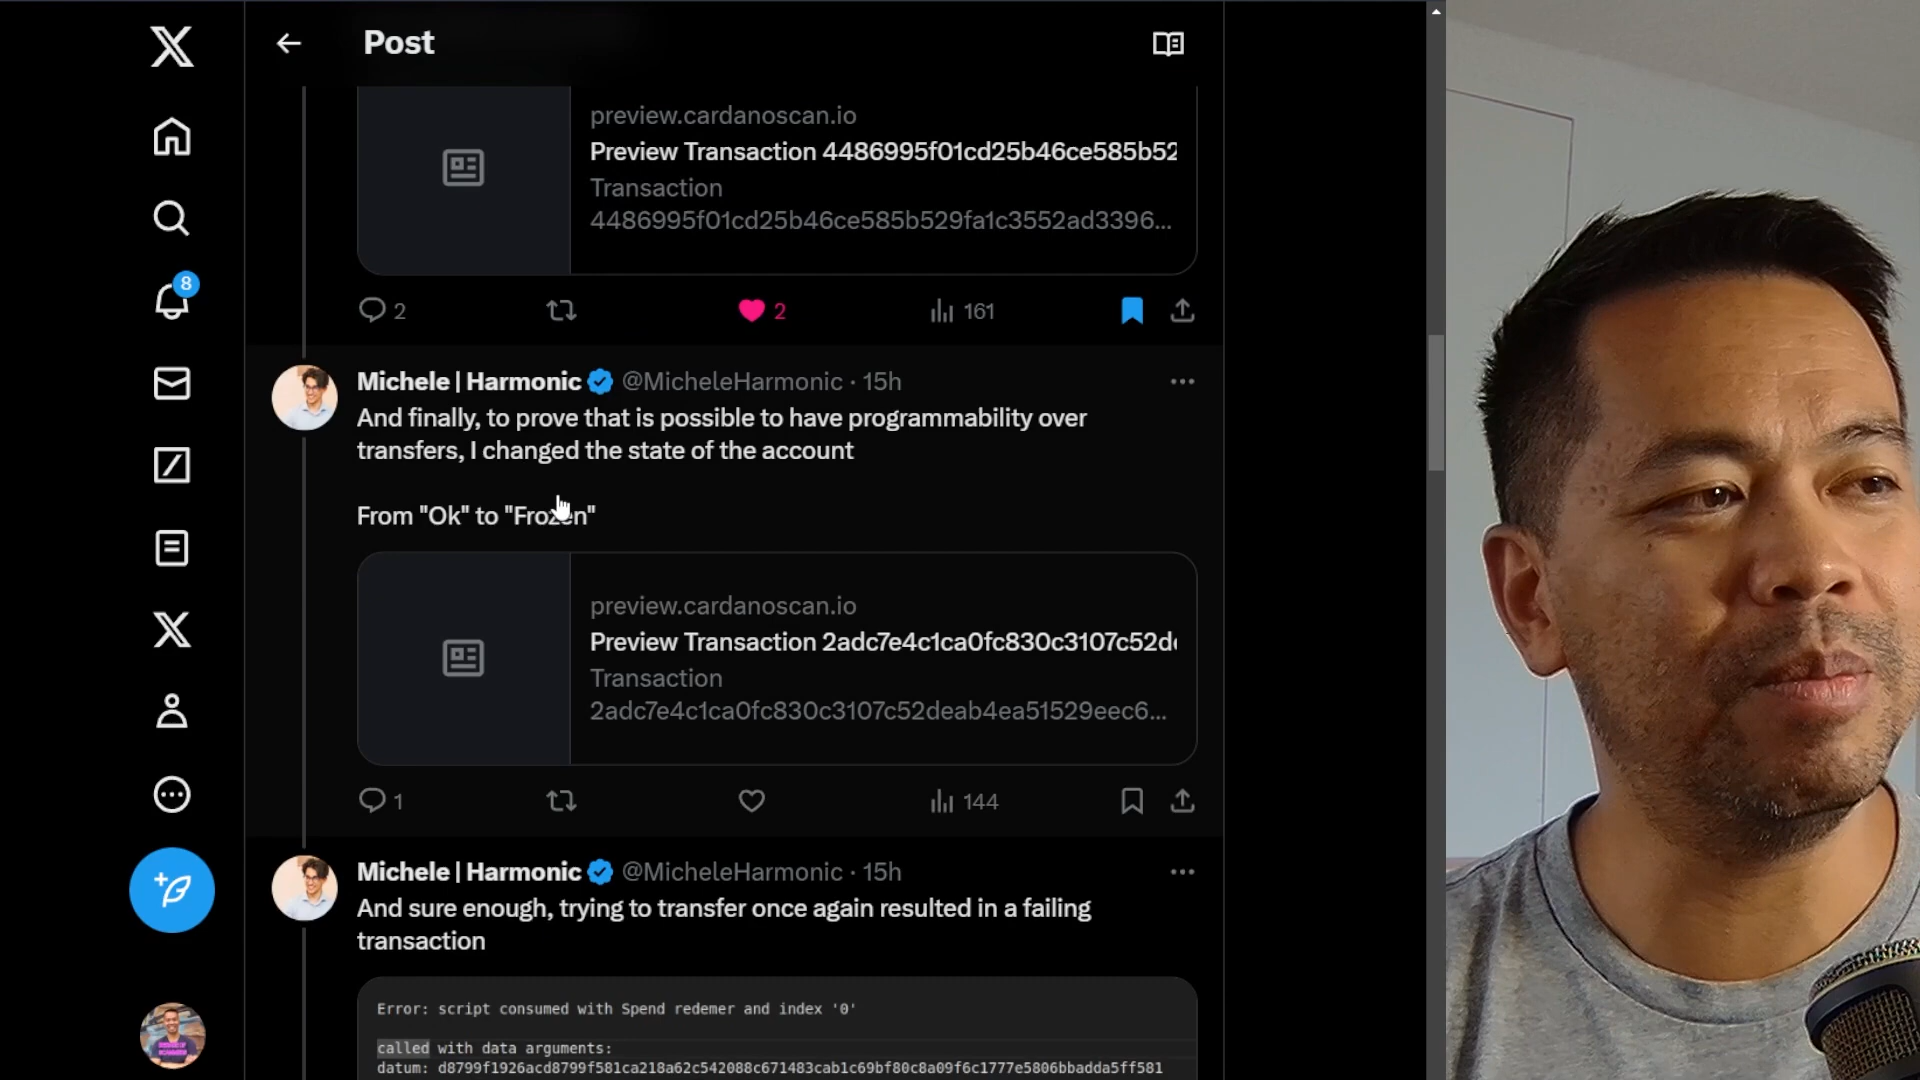 Post
preview.cardanoscan.io
Preview Transaction 4486995f01cd25b46ce585b52
Transaction
4486995f01cd25b46ce585b529fa1c3552ad3396...
2
2
161
8
Michele | Harmonic @MicheleHarmonic · 15h
And finally, to prove that is possible to have programmability over
transfers, I changed the state of the account
From "Ok" to "Frozen"
preview.cardanoscan.io
Preview Transaction 2adc7e4c1ca0fc830c3107c52d
Transaction
2adc7e4c1ca0fc830c3107c52deab4ea51529eec6...
1
144
Michele | Harmonic @MicheleHarmonic · 15h
And sure enough, trying to transfer once again resulted in a failing
transaction
Error: script consumed with Spend redemer and index '0'
called with data arguments:
datum: d8799f1926acd8799f581ca218a62c542088c671483cab1c69bf80c8a09f6c1777e5806bbadda5ff581